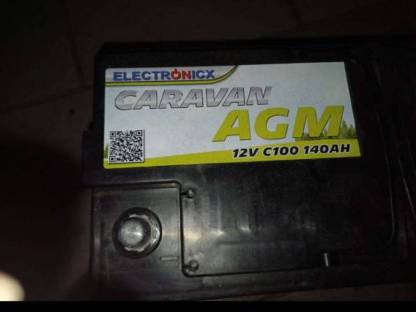 ELECTRONICX
CARAVAN
AGM
12V C100 140AH